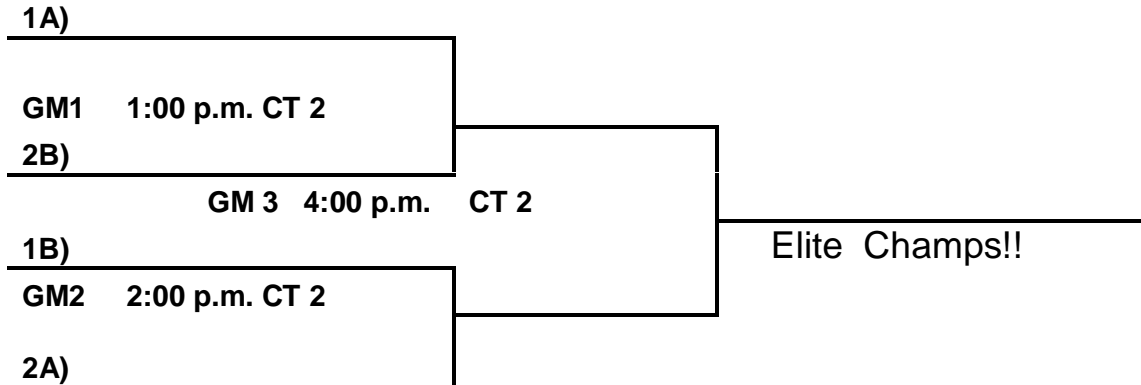 1A)
GM1 1:00 p.m. CT 2
2B)
GM 3 4:00 p.m. CT 2
1B)
Elite Champs!!
GM2 2:00 p.m. CT 2
2A)